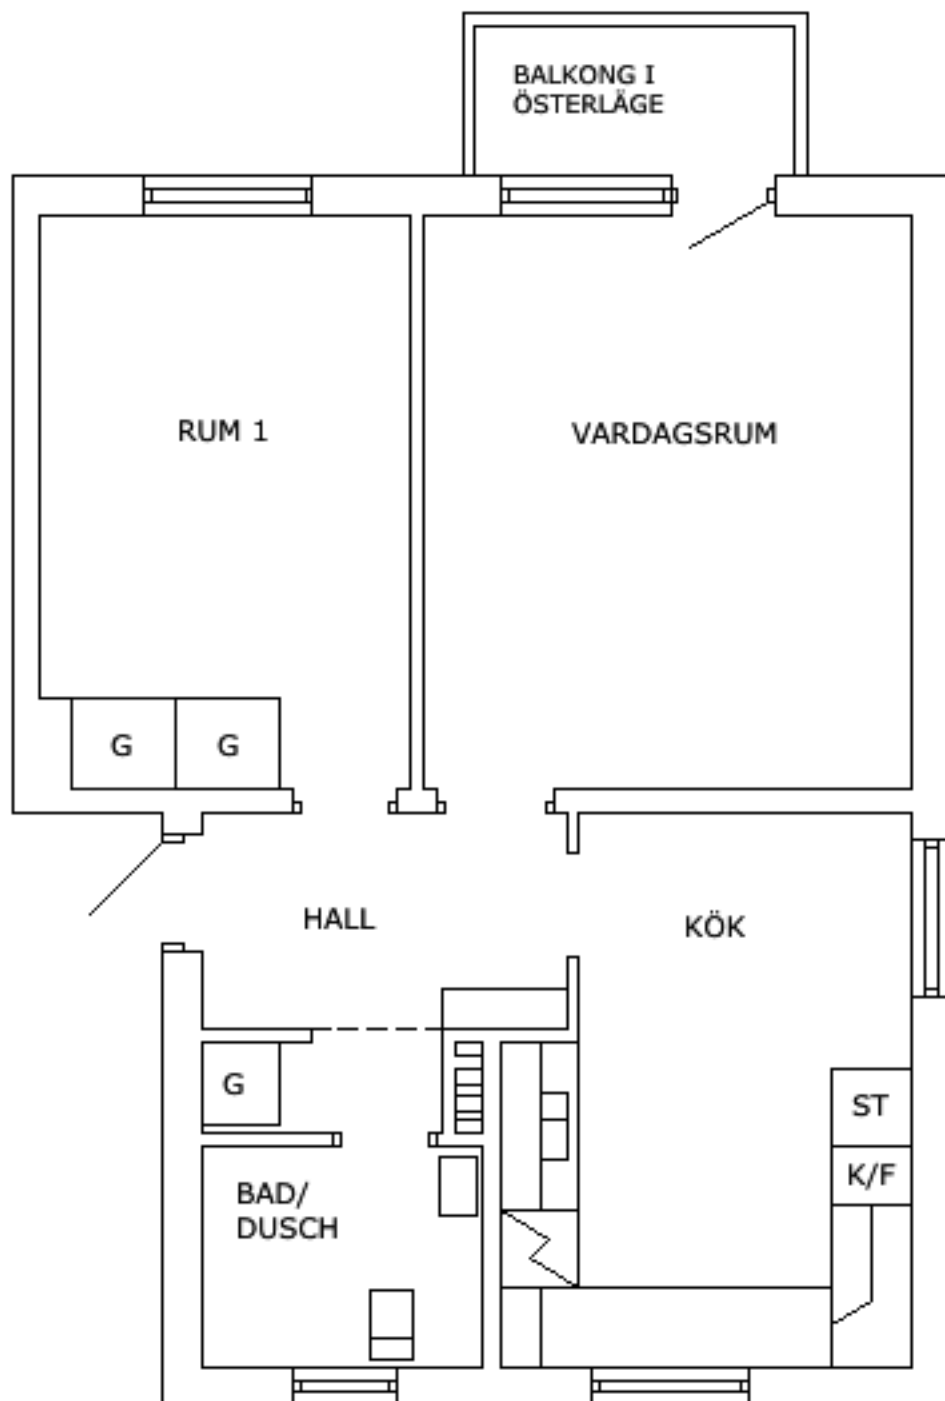 BALKONG I
ÖSTERLÄGE
RUM 1
VARDAGSRUM
G
G
HALL
KÖK
G
ST
K/F
BAD/
DUSCH